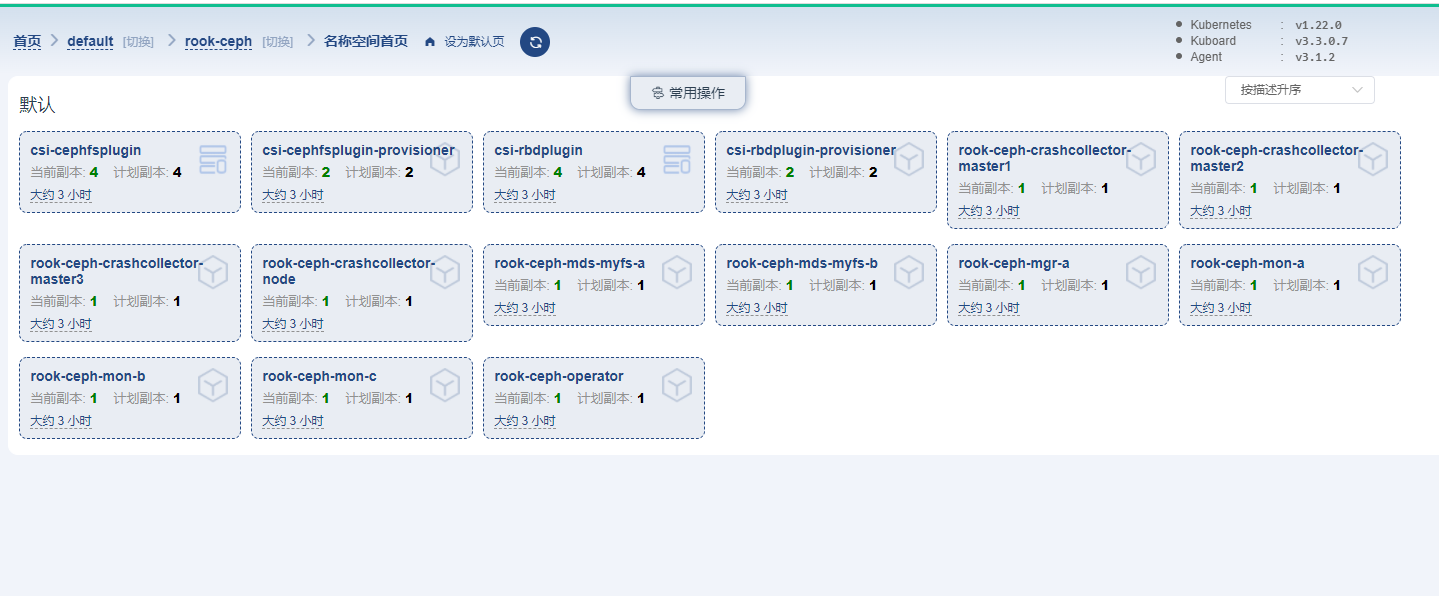 首页 default [切换] rook-ceph [切换] 名称空间首页 设为默认页
Kubernetes : v1.22.0
Kuboard : v3.3.0.7
Agent : v3.1.2
常用操作
按描述升序
默认
csi-cephfsplugin
当前副本: 4 计划副本: 4
大约 3 小时
csi-cephfsplugin-provisioner
当前副本: 2 计划副本: 2
大约 3 小时
csi-rbdplugin
当前副本: 4 计划副本: 4
大约 3 小时
csi-rbdplugin-provisioner
当前副本: 2 计划副本: 2
大约 3 小时
rook-ceph-crashcollector-
master1
当前副本: 1 计划副本: 1
大约 3 小时
rook-ceph-crashcollector-
master2
当前副本: 1 计划副本: 1
大约 3 小时
rook-ceph-crashcollector-
master3
当前副本: 1 计划副本: 1
大约 3 小时
rook-ceph-crashcollector-
node
当前副本: 1 计划副本: 1
大约 3 小时
rook-ceph-mds-myfs-a
当前副本: 1 计划副本: 1
大约 3 小时
rook-ceph-mds-myfs-b
当前副本: 1 计划副本: 1
大约 3 小时
rook-ceph-mgr-a
当前副本: 1 计划副本: 1
大约 3 小时
rook-ceph-mon-a
当前副本: 1 计划副本: 1
大约 3 小时
rook-ceph-mon-b
当前副本: 1 计划副本: 1
大约 3 小时
rook-ceph-mon-c
当前副本: 1 计划副本: 1
大约 3 小时
rook-ceph-operator
当前副本: 1 计划副本: 1
大约 3 小时